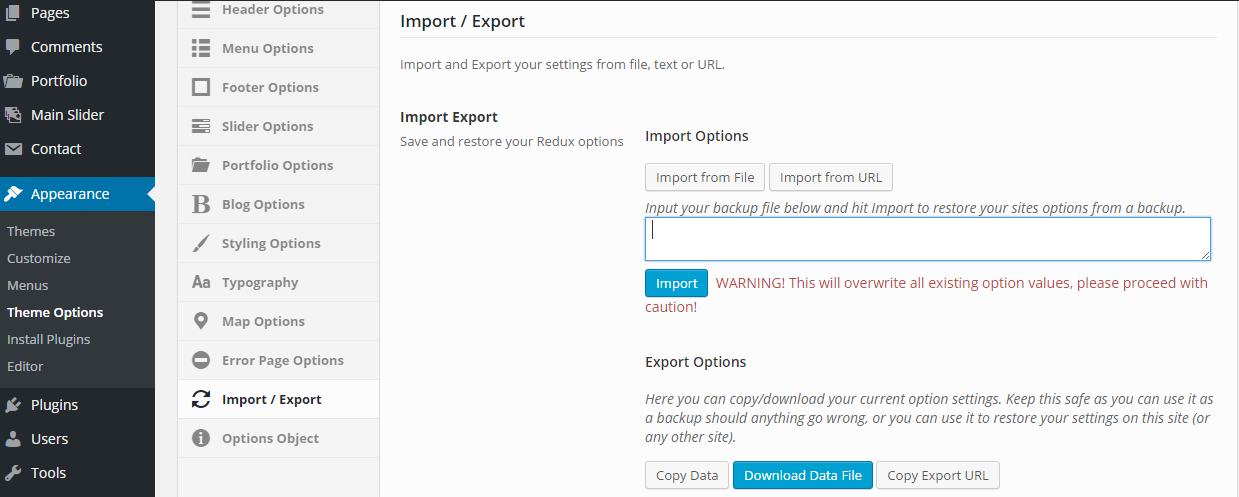 Pages
Comments
Portfolio
Main Slider
Contact
Appearance
Themes
Customize
Menus
Theme Options
Install Plugins
Editor
Plugins
Users
Tools
Header Options
Menu Options
Footer Options
Slider Options
Portfolio Options
Blog Options
Styling Options
Typography
Map Options
Error Page Options
Import / Export
Options Object
Import / Export
Import and Export your settings from file, text or URL.
Import Export
Save and restore your Redux options
Import Options
Import from File
Import from URL
Input your backup file below and hit Import to restore your sites options from a backup.
Import
WARNING! This will overwrite all existing option values, please proceed with
caution!
Export Options
Here you can copy/download your current option settings. Keep this safe as you can use it as
a backup should anything go wrong, or you can use it to restore your settings on this site (or
any other site).
Copy Data
Download Data File
Copy Export URL